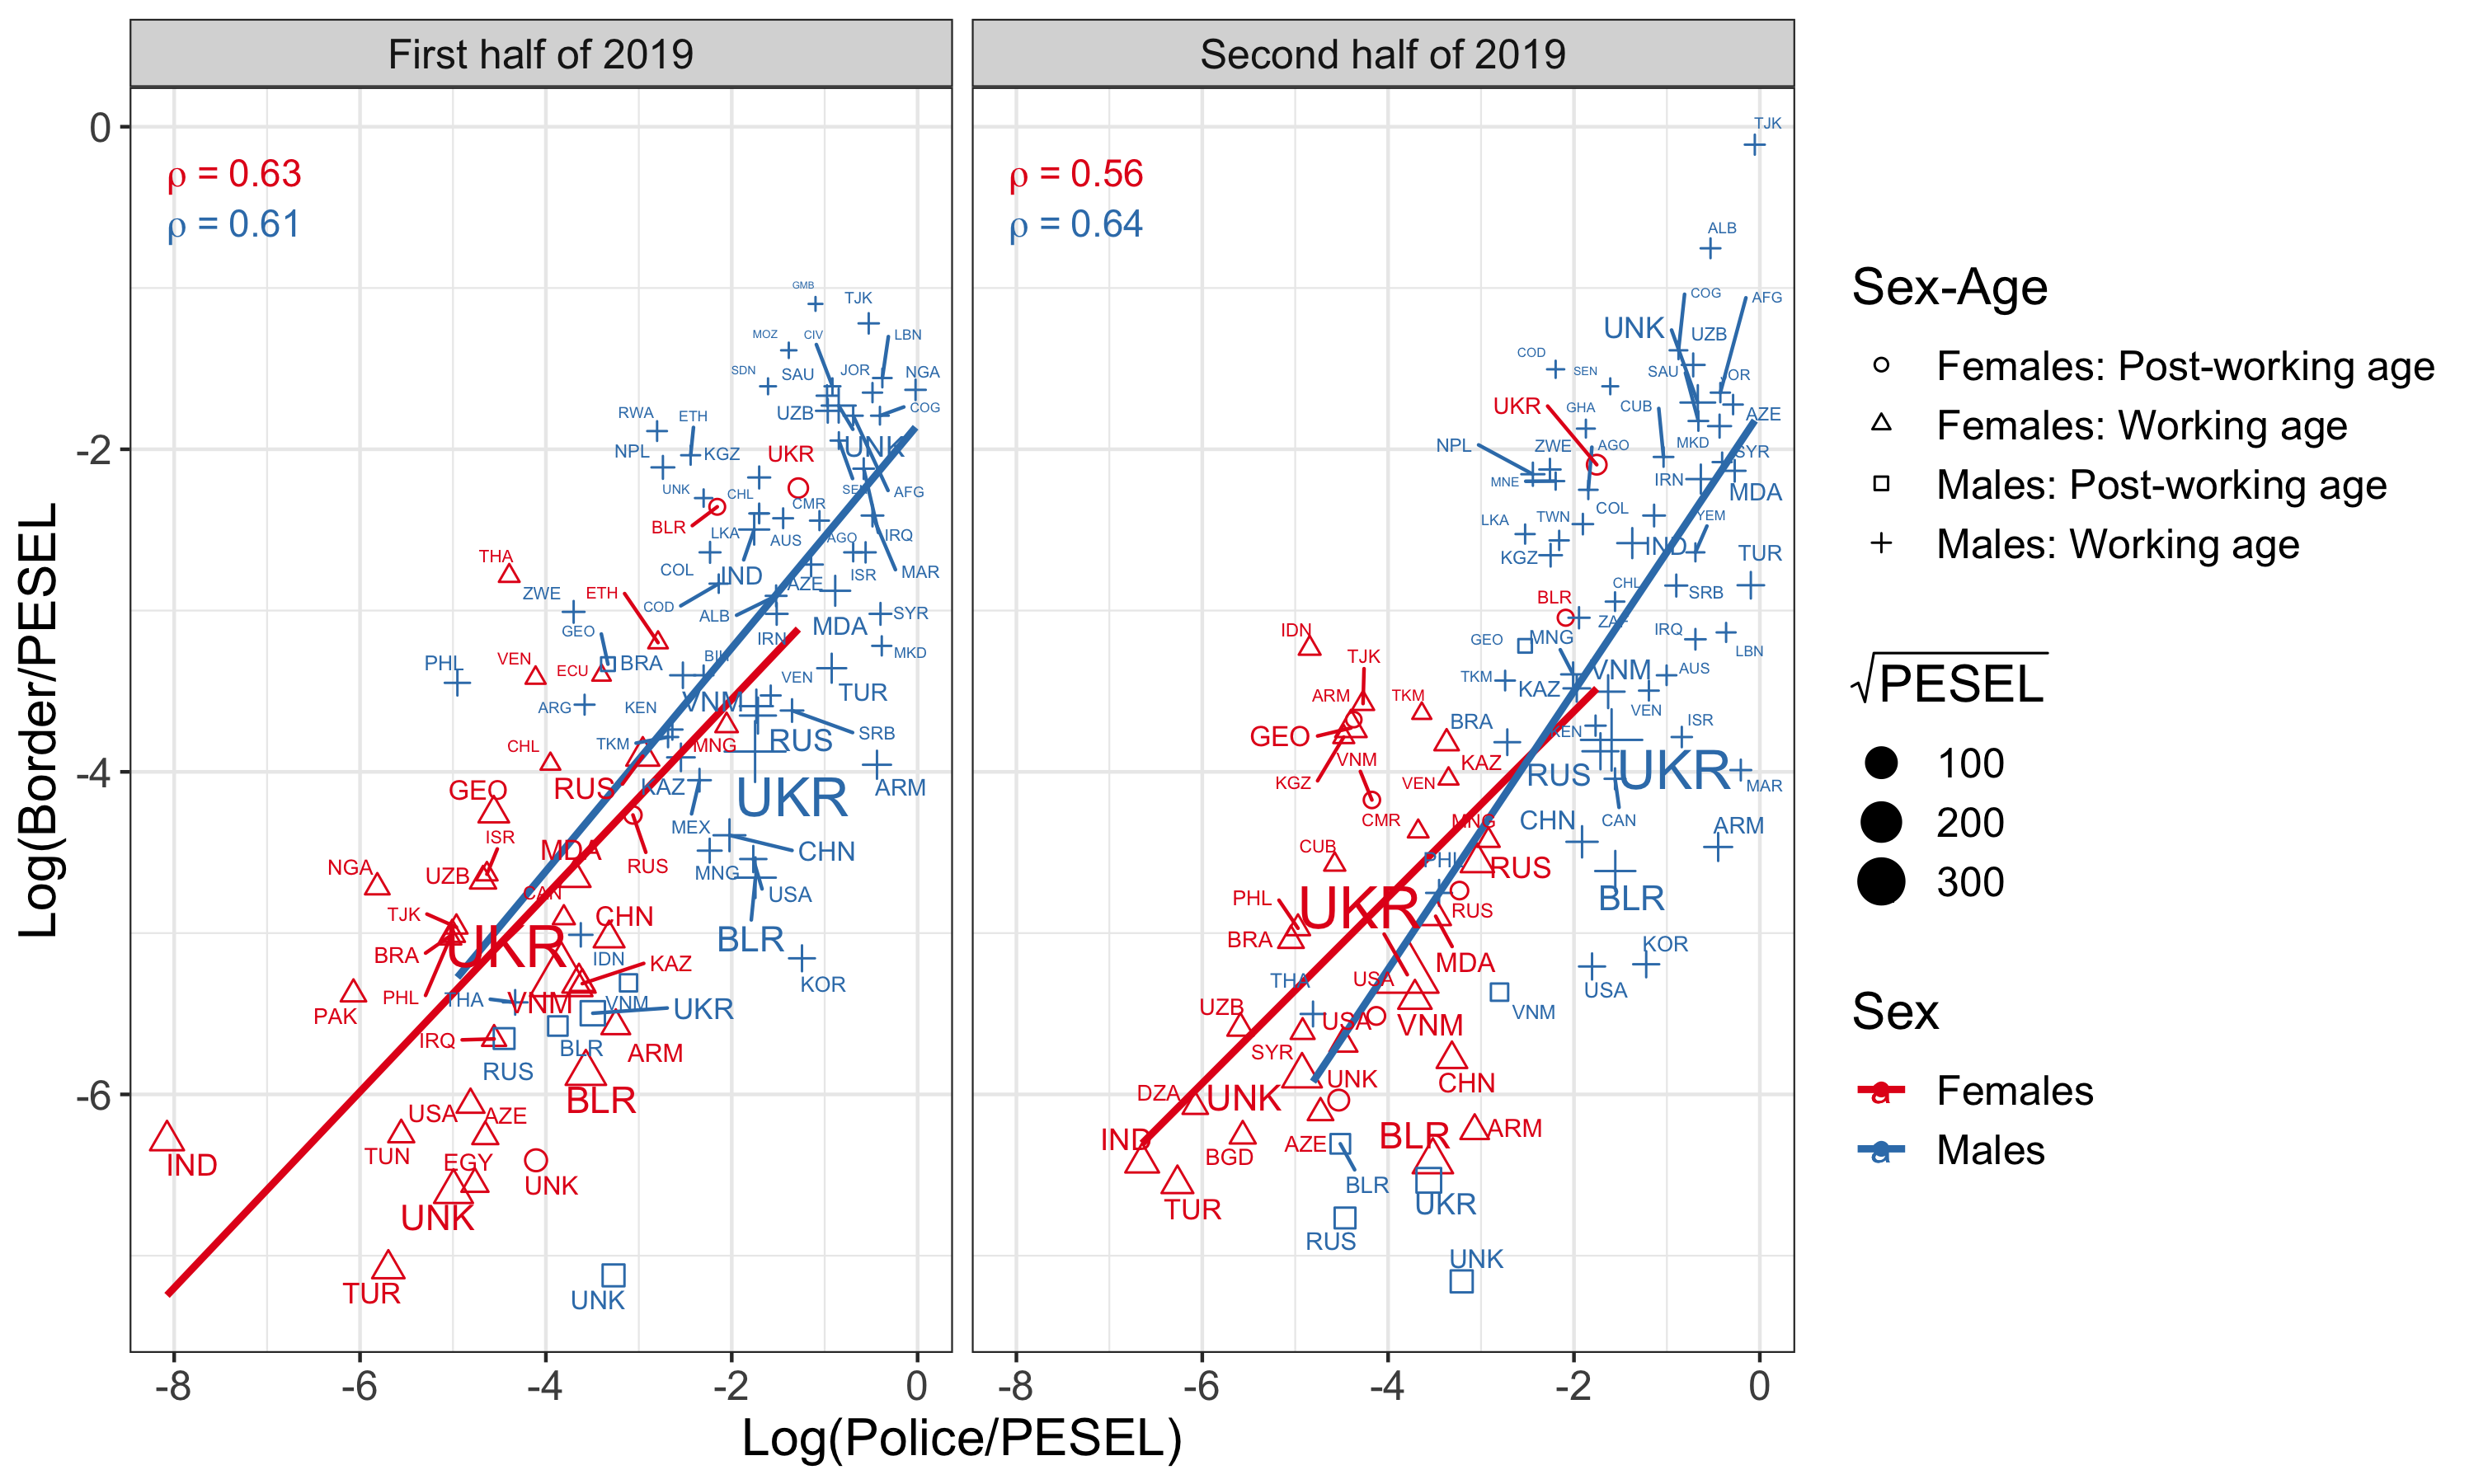 First half of 2019
Second half of 2019
Log(Border/PESEL)
0
-2
-4
-6
ρ = 0.63
ρ = 0.61
GMB
TJK
MOZ
CIV
LBN
SDN
SAU
JOR
NGA
UZB
COG
RWA
ETH
UNK
NPL
KGZ
UKR
UNK
CHL
SEN
AFG
BLR
CMR
LKA
AUS
AGO
IRQ
THA
COL
IND
AZE
ISR
MAR
ZWE
ETH
COD
ALB
SYR
GEO
IRN
MDA
MKD
PHL
VEN
ECU
BRA
VEN
TUR
ARG
KEN
VNM
SRB
CHL
TKM
MNG
RUS
GEO
RUS
KAZ
UKR
ARM
ISR
MEX
MDA
RUS
MNG
CHN
NGA
UZB
CAN
USA
TJK
CHN
BRA
UKR
IDN
KAZ
BLR
PAK
PHL
THA
VNM
VNM
UKR
KOR
IRQ
BLR
RUS
ARM
USA
AZE
BLR
TUN
EGY
IND
UNK
UNK
TUR
UNK
ρ = 0.56
ρ = 0.64
TJK
ALB
COG
AFG
UNK
UZB
COD
SEN
SAU
JOR
UKR
GHA
CUB
AZE
NPL
ZWE
AGO
MKD
SYR
MNE
IRN
MDA
LKA
TWN
COL
YEM
KGZ
IND
TUR
BLR
CHL
SRB
IDN
GEO
MNG
ZAF
IRQ
LBN
TJK
TKM
VNM
AUS
ARM
TKM
KAZ
VEN
GEO
BRA
KEN
ISR
VNM
KAZ
RUS
UKR
KGZ
VEN
MAR
CMR
MNG
CHN
CAN
ARM
CUB
PHL
RUS
PHL
UKR
RUS
BLR
BRA
MDA
KOR
THA
USA
USA
UZB
USA
VNM
VNM
SYR
UNK
CHN
DZA
UNK
IND
BGD
AZE
BLR
ARM
BLR
TUR
UKR
RUS
UNK
-8
-6
-4
-2
0
-8
-6
-4
-2
0
Log(Police/PESEL)
Sex-Age
Females: Post-working age
Females: Working age
Males: Post-working age
Males: Working age
√PESEL
100
200
300
Sex
a Females
a Males